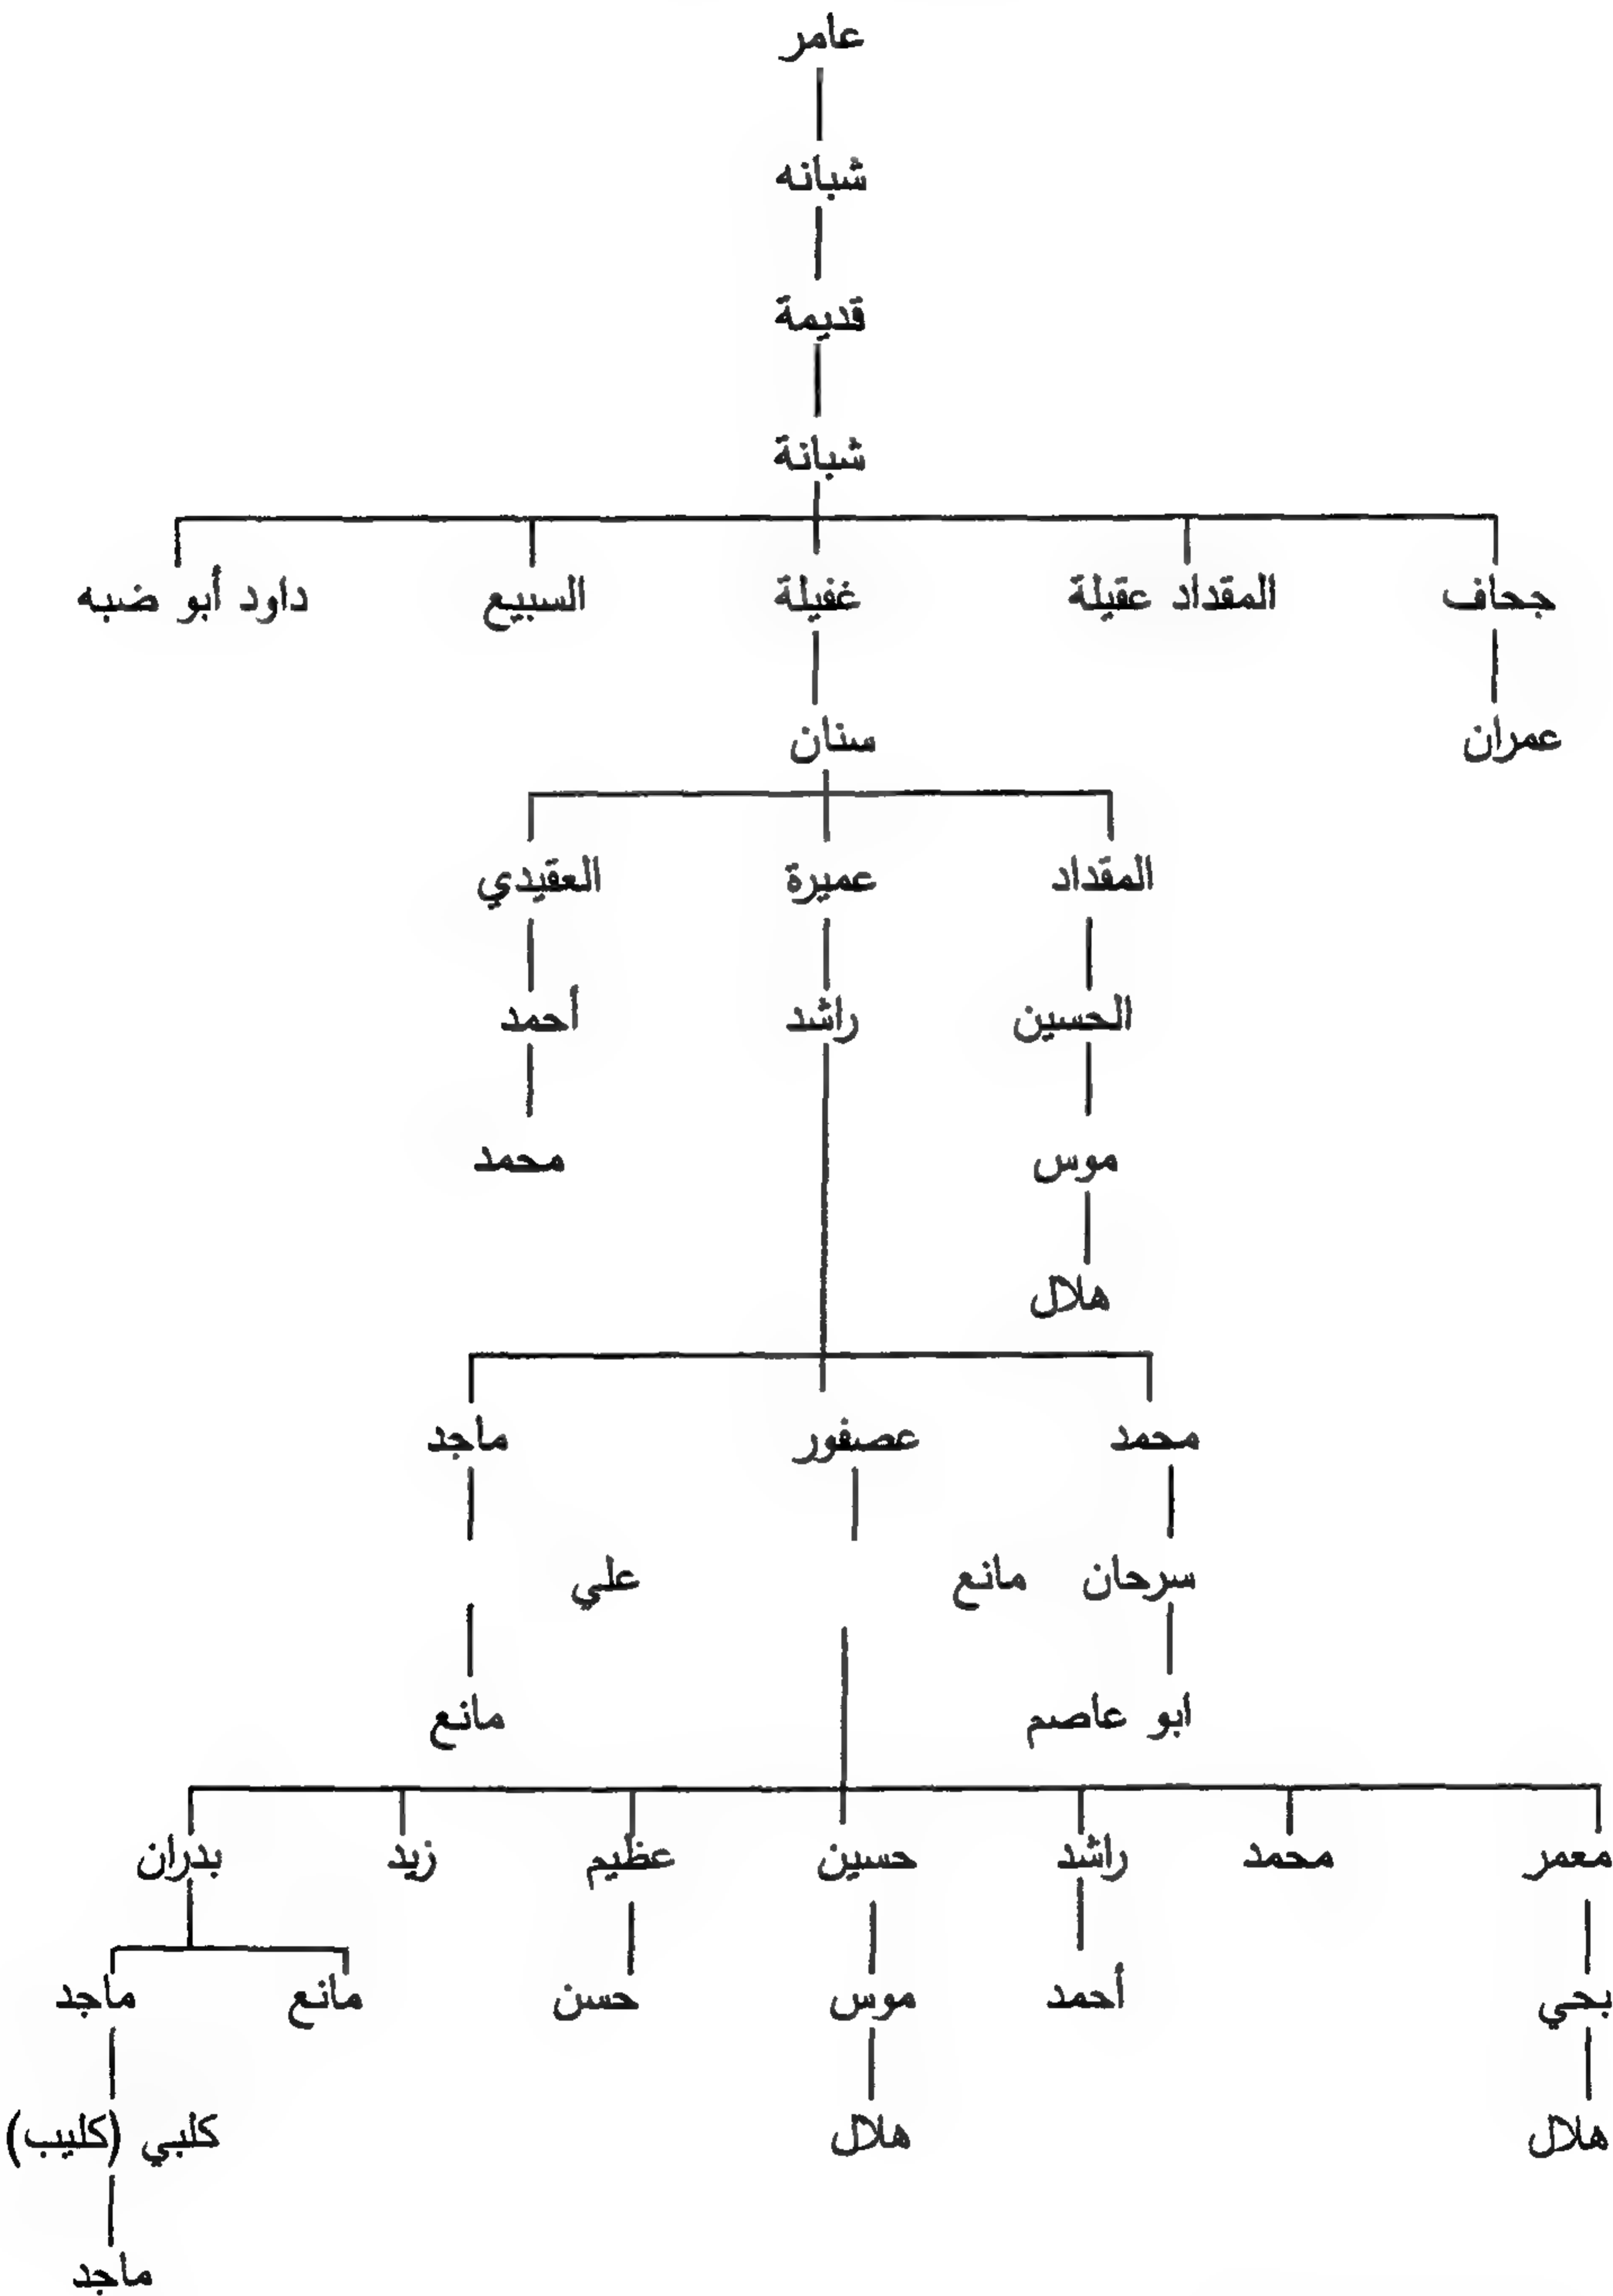 عامر
شبانه
قديمة
شبانة
جحاف المقداد عقيلة غفيلة السبيع داود أبو ضبه
عمران سنان
المقداد عميرة العقيدي
الحسين راشد أحمد
موس محمد
هلال
محمد عصفور ماجد
سرحان مانع علي
ابو عاصم مانع
معمر محمد راشد حسين عظيم زيد بدران
بحي أحمد موس حسن مانع ماجد
هلال هلال كلبي (كليب)
ماجد